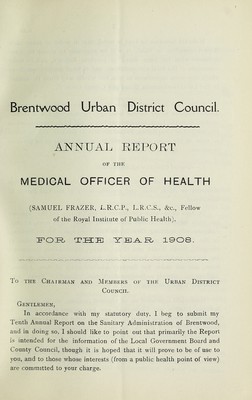 Brentwood Urban District Council.
ANNUAL REPORT
OF THE
MEDICAL OFFICER OF HEALTH
(SAMUEL FRAZER, L.R.C.P., L.R.C.S., &c., Fellow
of the Royal Institute of Public Health).
FOR THE YEAR 1908.
TO THE CHAIRMAN AND MEMBERS OF THE URBAN DISTRICT
COUNCIL.
GENTLEMEN,
In accordance with my statutory duty, I beg to submit my
Tenth Annual Report on the Sanitary Administration of Brentwood,
and in doing so, I should like to point out that primarily the Report
is intended for the information of the Local Government Board and
County Council, though it is hoped that it will prove to be of use to
you, and to those whose interests (from a public health point of view)
are committed to your charge.